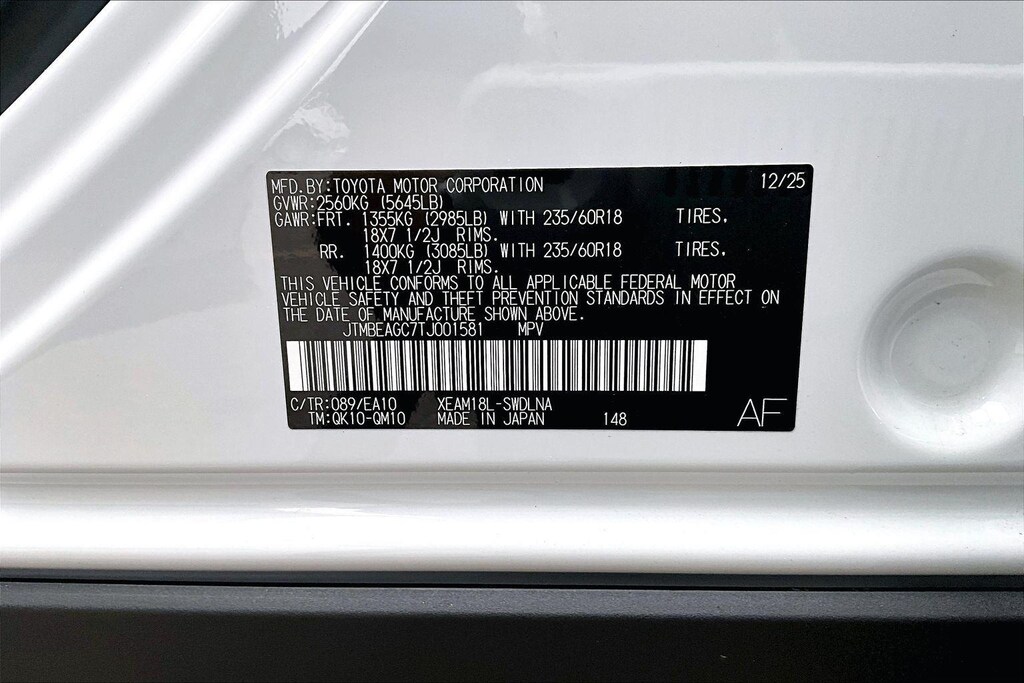 MFD.BY:TOYOTA MOTOR CORPORATION 12/25
GVWR:2560KG (5645LB)
GAWR:FRT. 1355KG (2985LB) WITH 235/60R18 TIRES,
18X7 1/2J RIMS.
RR. 1400KG (3085LB) WITH 235/60R18 TIRES,
18X7 1/2J RIMS.
THIS VEHICLE CONFORMS TO ALL APPLICABLE FEDERAL MOTOR
VEHICLE SAFETY AND THEFT PREVENTION STANDARDS IN EFFECT ON
THE DATE OF MANUFACTURE SHOWN ABOVE.
JTMBEAGC7TJ001581 MPV
C/TR:089/EA10 XEAM18L-SWDLNA
TM:QK10-QM10 MADE IN JAPAN 148 AF